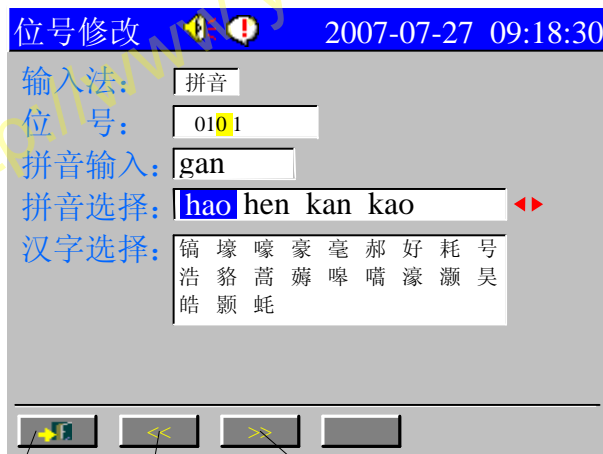 位号修改 2007-07-27 09:18:30
输入法: 拼音
位 号: 010 1
拼音输入: gan
拼音选择: hao hen kan kao
汉字选择: 镐 壕 嚎 豪 毫 郝 好 耗 号
浩 貉 蒿 薅 嗥 嚆 濠 灏 昊
皓 颢 蚝
<< >>